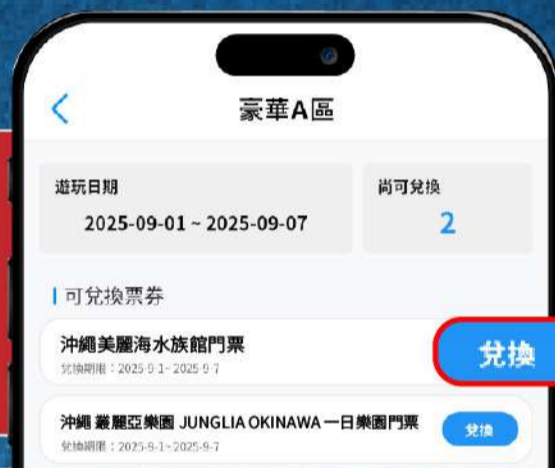 豪華A區
遊玩日期
2025-09-01 ~ 2025-09-07
尚可兌換
2
可兌換票券
沖繩美麗海水族館門票
兌換
兌換期限：2025-9-1~2025-9-7
沖繩 叢麗亞樂園 JUNGLIA OKINAWA 一日樂園門票
兌換
兌換期限：2025-9-1~2025-9-7